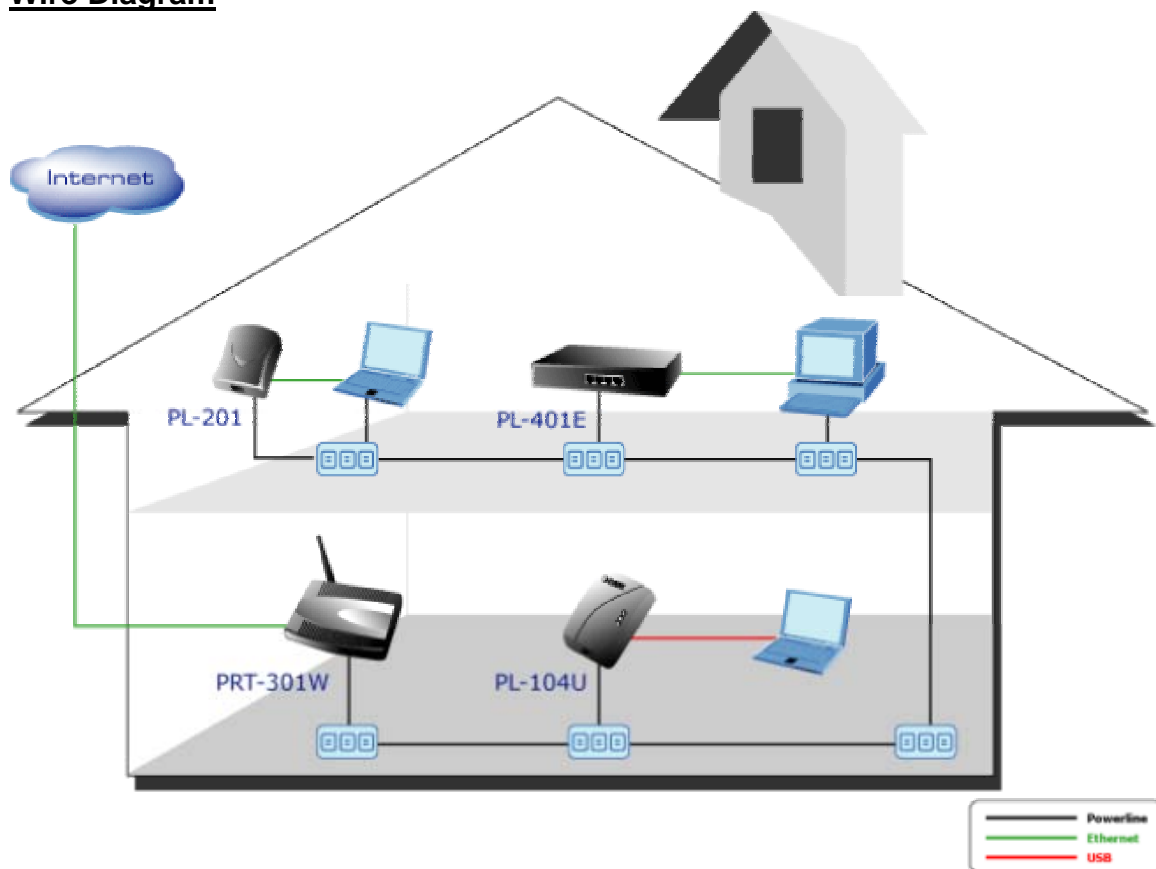 Wire Diagram
Internet
PL-201
PL-401E
PRT-301W
PL-104U
Powerline
Ethernet
USB